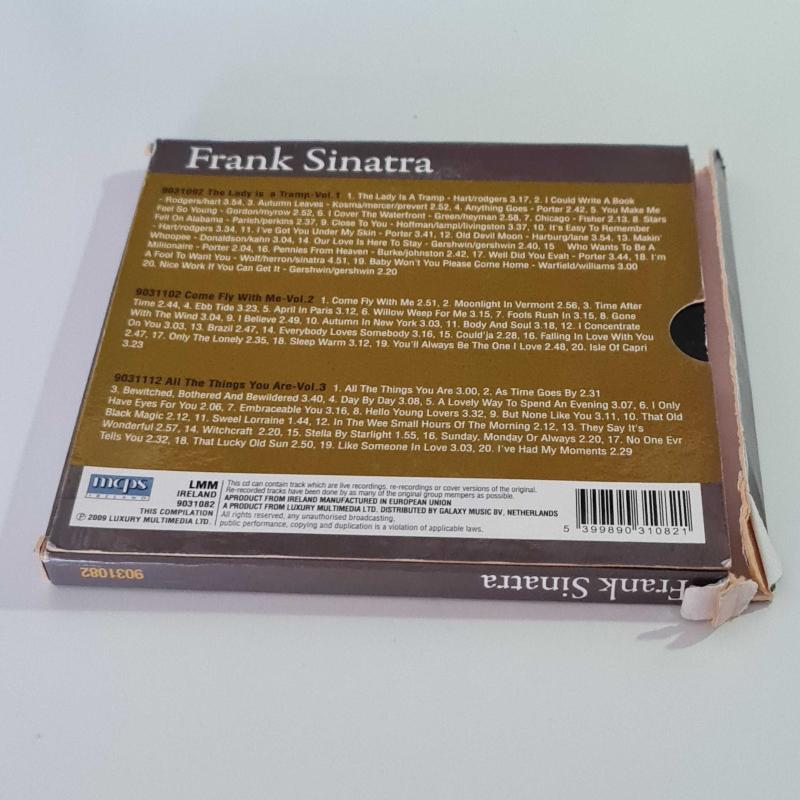 Frank Sinatra
9031092 The Lady is a Tramp-Vol.1 1. The Lady Is A Tramp - Hart/rodgers 3.17, 2. I Could Write A Book
- Rodgers/hart 3.54, 3. Autumn Leaves - Kosma/mercer/prevert 2.52, 4. Anything Goes - Porter 2.42, 5. You Make Me
Feel So Young - Gordon/myrow 2.52, 6. I Cover The Waterfront - Green/heyman 2.58, 7. Chicago - Fisher 2.13, 8. Stars
Fell On Alabama - Parish/perkins 2.37, 9. Close To You - Hoffman/lampl/livingston 3.37, 10. It's Easy To Remember
- Hart/rodgers 3.34, 11. I've Got You Under My Skin - Porter 3.41, 12. Old Devil Moon - Harburg/lane 3.54, 13. Makin'
Whoopee - Donaldson/kahn 3.04, 14. Our Love Is Here To Stay - Gershwin/gershwin 2.40, 15 Who Wants To Be A
Millionaire - Porter 2.04, 16. Pennies From Heaven - Burke/johnston 2.42, 17. Well Did You Evah - Porter 3.44, 18. I'm
A Fool To Want You - Wolf/herron/sinatra 4.51, 19. Baby Won't You Please Come Home - Warfield/williams 3.00
20. Nice Work If You Can Get It - Gershwin/gershwin 2.20
9031102 Come Fly With Me-Vol.2 1. Come Fly With Me 2.51, 2. Moonlight In Vermont 2.56, 3. Time After
Time 2.44, 4. Ebb Tide 3.23, 5. April In Paris 3.12, 6. Willow Weep For Me 3.15, 7. Fools Rush In 3.15, 8. Gone
With The Wind 3.04, 9. I Believe 2.49, 10. Autumn In New York 3.03, 11. Body And Soul 3.18, 12. I Concentrate
On You 3.03, 13. Brazil 2.47, 14. Everybody Loves Somebody 3.16, 15. Could'ja 2.28, 16. Falling In Love With You
2.47, 17. Only The Lonely 2.35, 18. Sleep Warm 3.12, 19. You'll Always Be The One I Love 2.48, 20. Isle Of Capri
3.23
9031112 All The Things You Are-Vol.3 1. All The Things You Are 3.00, 2. As Time Goes By 2.31
3. Bewitched, Bothered And Bewildered 3.40, 4. Day By Day 3.08, 5. A Lovely Way To Spend An Evening 3.07, 6. I Only
Have Eyes For You 2.06, 7. Embraceable You 3.16, 8. Hello Young Lovers 3.32, 9. But None Like You 3.11, 10. That Old
Black Magic 2.12, 11. Sweel Lorraine 1.44, 12. In The Wee Small Hours Of The Morning 2.12, 13. They Say It's
Wonderful 2.57, 14. Witchcraft 2.20, 15. Stella By Starlight 1.55, 16, Sunday, Monday Or Always 2.20, 17. No One Evr
Tells You 2.32, 18. That Lucky Old Sun 2.50, 19. Like Someone In Love 3.03, 20. I've Had My Moments 2.29
mcps
IRELAND
LMM
IRELAND
9031082
THIS COMPILATION
℗ 2009 LUXURY MULTIMEDIA LTD.
This cd can contain track which are live recordings, re-recordings or cover versions of the original.
Re-recorded tracks have been done by as many of the original group mempers as possible.
APRODUCT FROM IRELAND MANUFACTURED IN EUROPEAN UNION
A PRODUCT FROM LUXURY MULTIMEDIA LTD. DISTRIBUTED BY GALAXY MUSIC BV, NETHERLANDS
All rights reserved, any unauthorised broadcasting,
public performance, copying and duplication is a violation of applicable laws.
5 399890 310821
9031082
Frank Sinatra